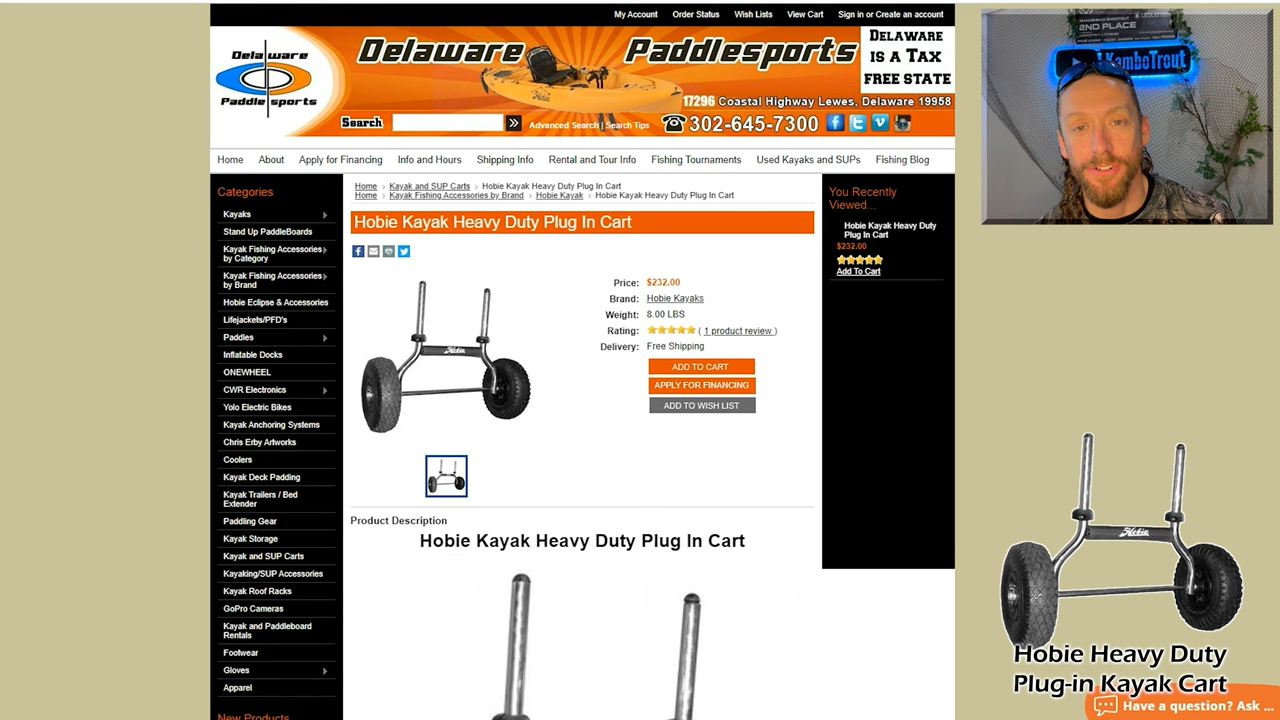 My Account Order Status Wish Lists View Cart Sign in or Create an account
Delaware
Paddle sports
Delaware Paddlesports
Delaware
is a Tax
free state
17296 Coastal Highway Lewes, Delaware 19958
Search
Advanced Search | Search Tips
302-645-7300
Home About Apply for Financing Info and Hours Shipping Info Rental and Tour Info Fishing Tournaments Used Kayaks and SUPs Fishing Blog
Categories
Kayaks
Stand Up PaddleBoards
Kayak Fishing Accessories
by Category
Kayak Fishing Accessories
by Brand
Hobie Eclipse & Accessories
Lifejackets/PFD's
Paddles
Inflatable Docks
ONEWHEEL
CWR Electronics
Yolo Electric Bikes
Kayak Anchoring Systems
Chris Erby Artworks
Coolers
Kayak Deck Padding
Kayak Trailers / Bed
Extender
Paddling Gear
Kayak Storage
Kayak and SUP Carts
Kayaking/SUP Accessories
Kayak Roof Racks
GoPro Cameras
Kayak and Paddleboard
Rentals
Footwear
Gloves
Apparel
New Products
Home › Kayak and SUP Carts › Hobie Kayak Heavy Duty Plug In Cart
Home › Kayak Fishing Accessories by Brand › Hobie Kayak › Hobie Kayak Heavy Duty Plug In Cart
Hobie Kayak Heavy Duty Plug In Cart
Hobie
Price: $232.00
Brand: Hobie Kayaks
Weight: 8.00 LBS
Rating: ( 1 product review )
Delivery: Free Shipping
ADD TO CART
APPLY FOR FINANCING
ADD TO WISH LIST
Product Description
Hobie Kayak Heavy Duty Plug In Cart
You Recently
Viewed...
Hobie Kayak Heavy Duty
Plug In Cart
$232.00
Add To Cart
2ND PLACE
KomboTrout
Hobie
Hobie Heavy Duty
Plug-in Kayak Cart
Have a question? Ask ...